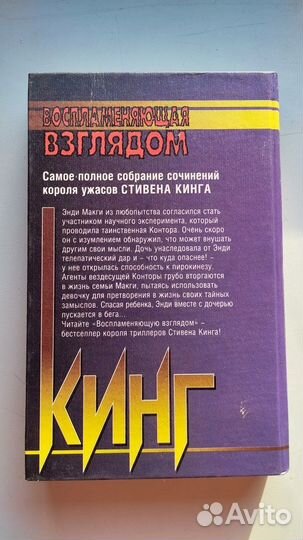 ВОСПЛАМЕНЯЮЩАЯ
ВЗГЛЯДОМ
Самое полное собрание сочинений
короля ужасов СТИВЕНА КИНГА
Энди Макги из любопытства согласился стать
участником научного эксперимента, который
проводила таинственная Контора. Очень скоро
он с изумлением обнаружил, что может внушать
другим свои мысли. Дочь унаследовала от Энди
телепатический дар и – что куда опаснее! –
у нее открылась способность к пирокинезу.
Агенты вездесущей Конторы грубо вторгаются
в жизнь семьи Макги, пытаясь использовать
девочку для претворения в жизнь своих тайных
замыслов. Спасая ребенка, Энди вместе с дочерью
пускается в бега...
Читайте «Воспламеняющую взглядом» –
бестселлер короля триллеров Стивена Кинга!
КИНГ
Avito